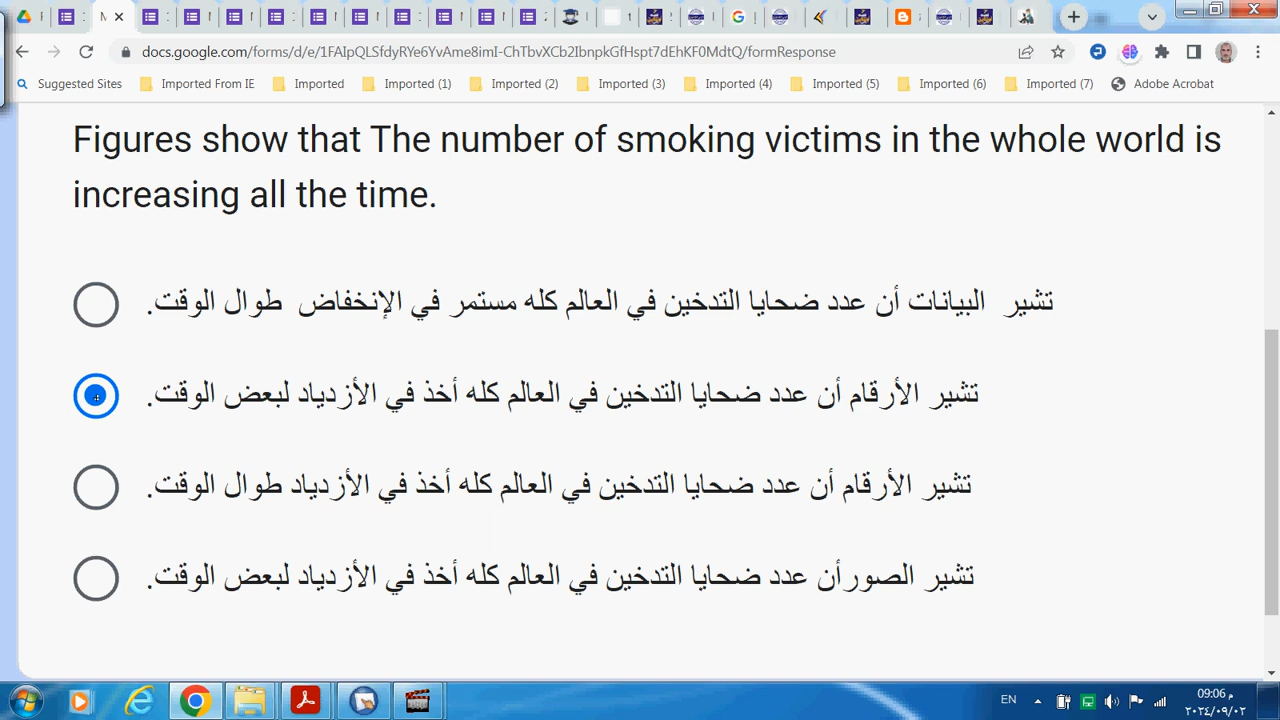 docs.google.com/forms/d/e/1FAIpQLSfdvRYe6YvAme8imI-ChTbvXCb2IbnpkGfHspt7dEhKF0MdtQ/formResponse
Suggested Sites Imported From IE Imported Imported (1) Imported (2) Imported (3) Imported (4) Imported (5) Imported (6) Imported (7) Adobe Acrobat
Figures show that The number of smoking victims in the whole world is
increasing all the time.
تشير البيانات أن عدد ضحايا التدخين في العالم كله مستمر في الإنخفاض طوال الوقت.
تشير الأرقام أن عدد ضحايا التدخين في العالم كله أخذ في الأزدياد لبعض الوقت.
تشير الأرقام أن عدد ضحايا التدخين في العالم كله أخذ في الأزدياد طوال الوقت.
تشير الصورأن عدد ضحايا التدخين في العالم كله أخذ في الأزدياد لبعض الوقت.
EN
09:06 م
٢٠٢٤/٠٩/٠٢